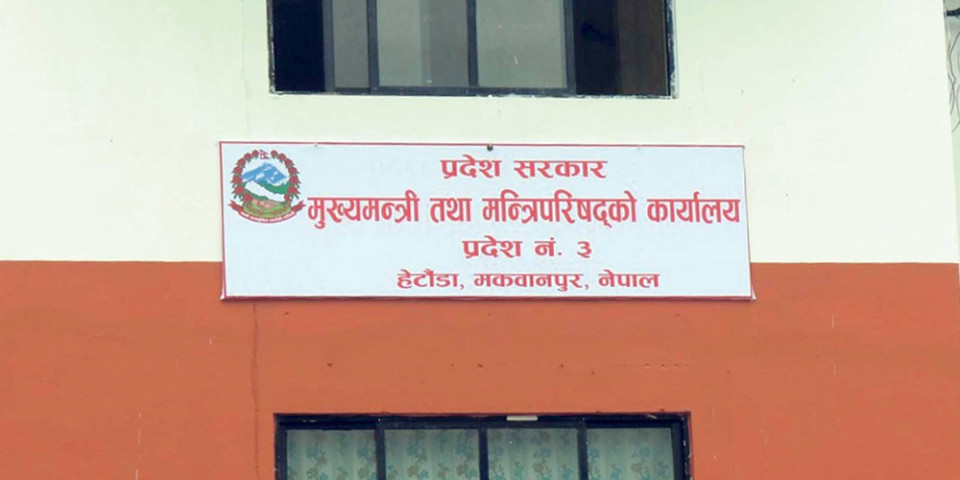 प्रदेश सरकार
मुख्यमन्त्री तथा मन्त्रिपरिषद्को कार्यालय
प्रदेश नं. ३
हेटौंडा, मकवानपुर, नेपाल